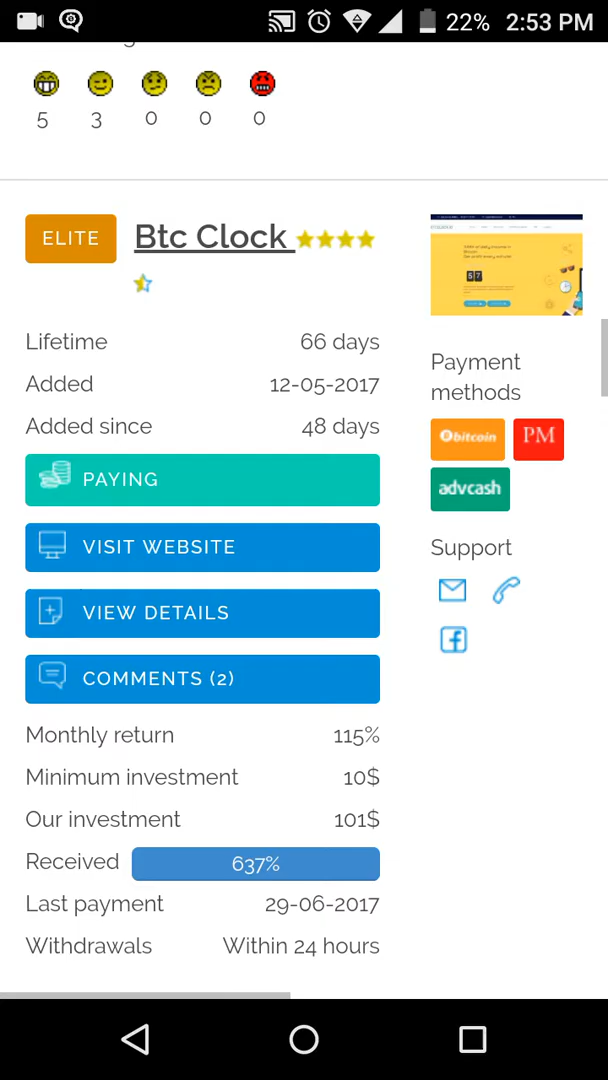 22% 2:53 PM
5 3 0 0 0
ELITE
Btc Clock
Lifetime 66 days
Added 12-05-2017
Added since 48 days
PAYING
VISIT WEBSITE
VIEW DETAILS
COMMENTS (2)
Monthly return 115%
Minimum investment 10$
Our investment 101$
Received 637%
Last payment 29-06-2017
Withdrawals Within 24 hours
57
Payment
methods
bitcoin PM
advcash
Support